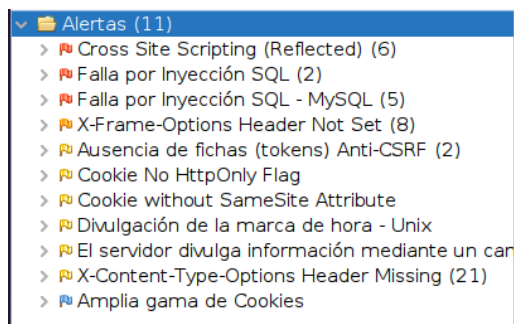 Alertas (11)
Cross Site Scripting (Reflected) (6)
Falla por Inyección SQL (2)
Falla por Inyección SQL - MySQL (5)
X-Frame-Options Header Not Set (8)
Ausencia de fichas (tokens) Anti-CSRF (2)
Cookie No HttpOnly Flag
Cookie without SameSite Attribute
Divulgación de la marca de hora - Unix
El servidor divulga información mediante un
X-Content-Type-Options Header Missing (21)
Amplia gama de Cookies